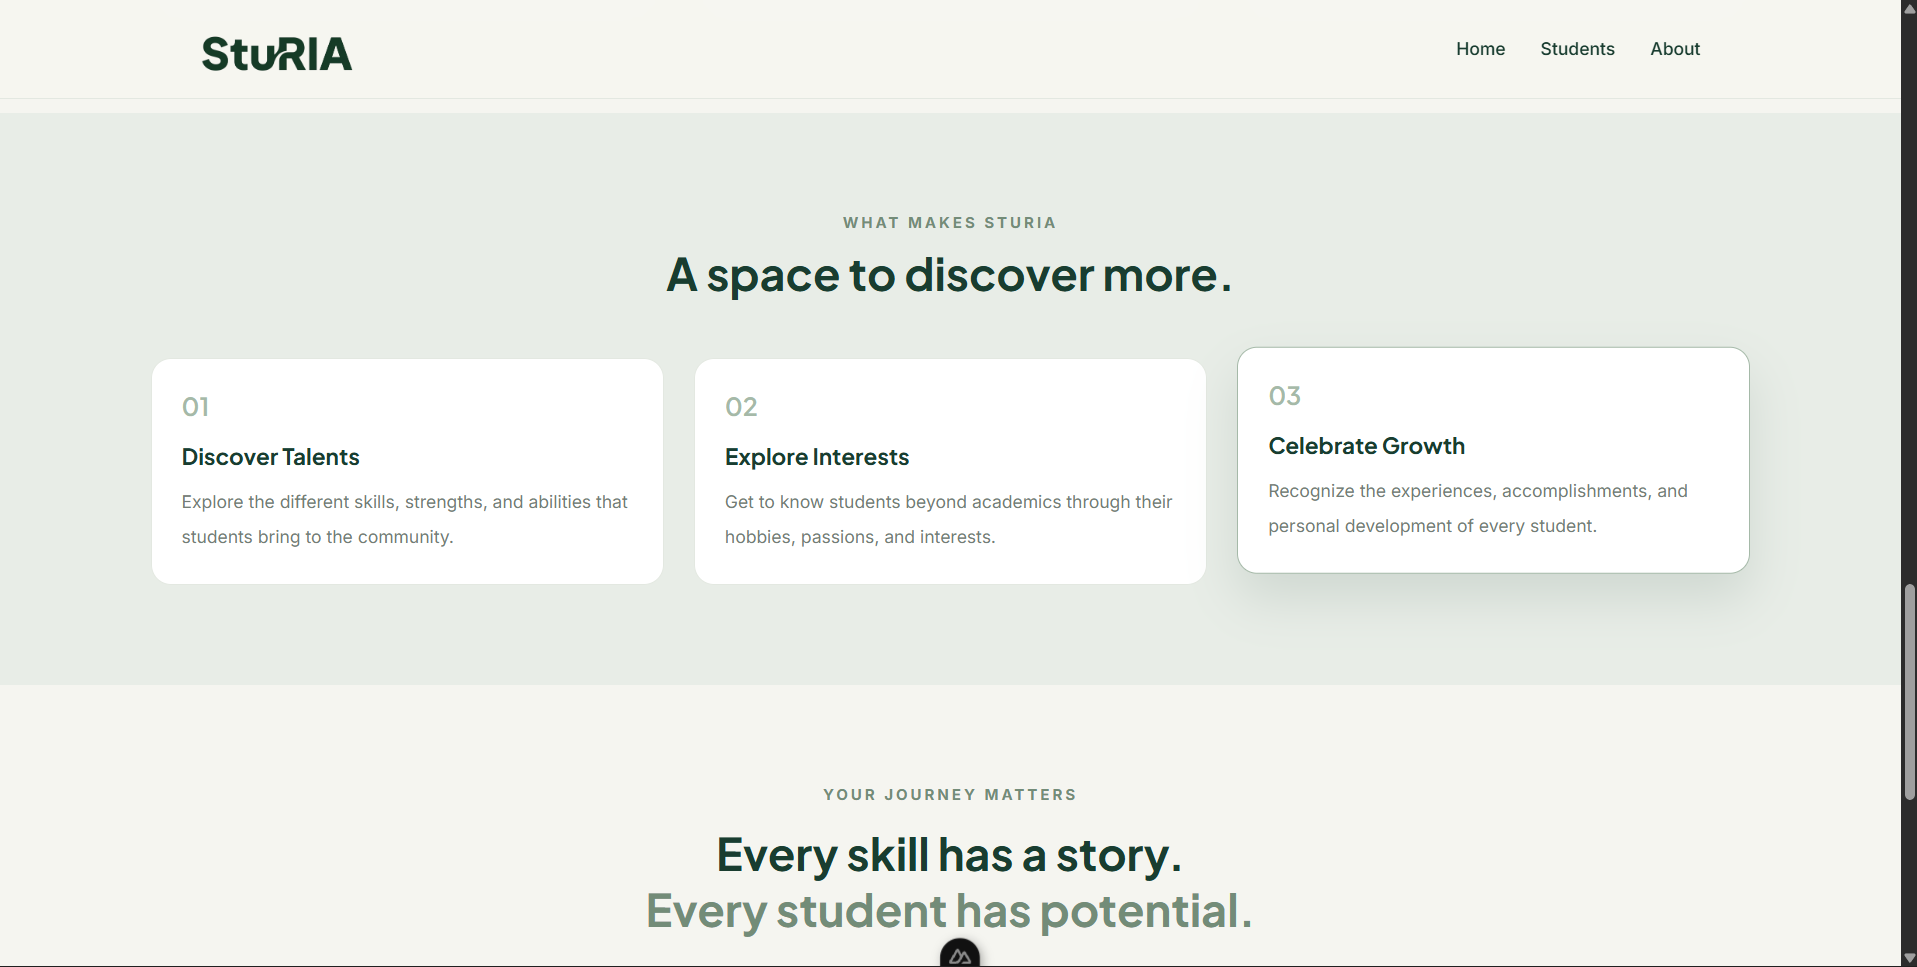 StuRIA
Home
Students
About
WHAT MAKES STURIA
A space to discover more.
01
Discover Talents
Explore the different skills, strengths, and abilities that
students bring to the community.
02
Explore Interests
Get to know students beyond academics through their
hobbies, passions, and interests.
03
Celebrate Growth
Recognize the experiences, accomplishments, and
personal development of every student.
YOUR JOURNEY MATTERS
Every skill has a story.
Every student has potential.